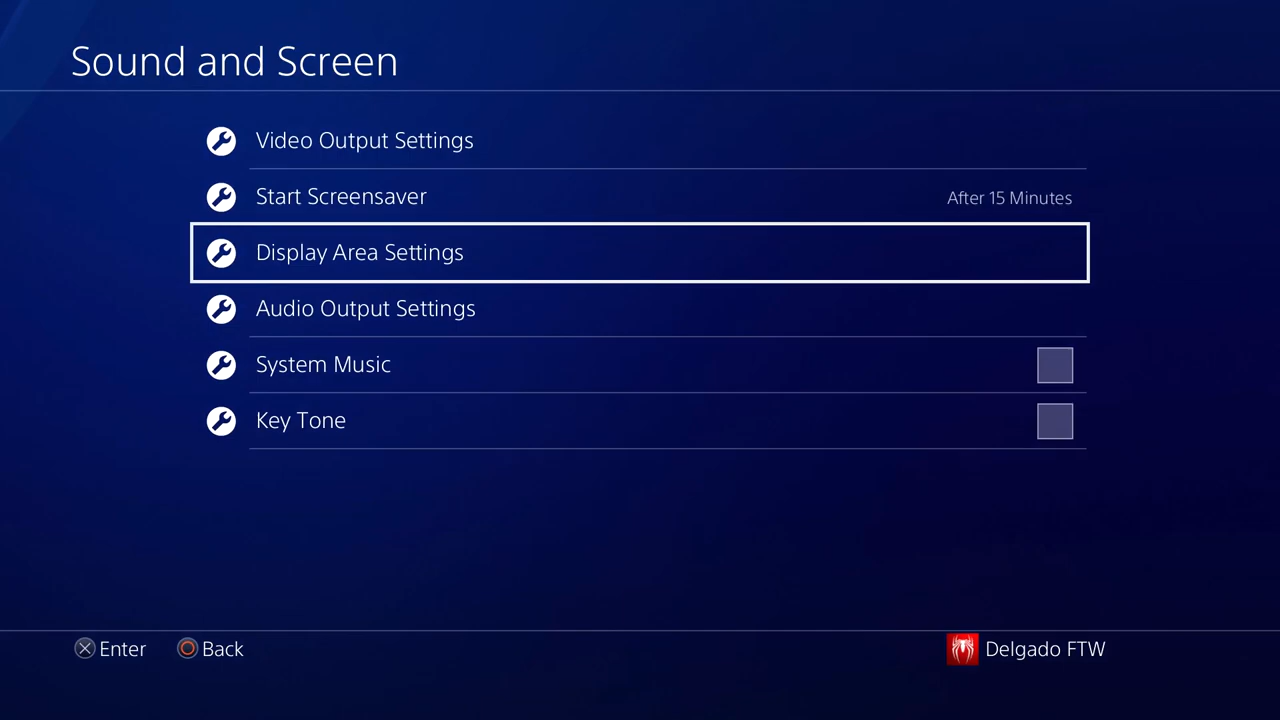 Sound and Screen
Video Output Settings
Start Screensaver After 15 Minutes
Display Area Settings
Audio Output Settings
System Music
Key Tone
Enter Back Delgado FTW